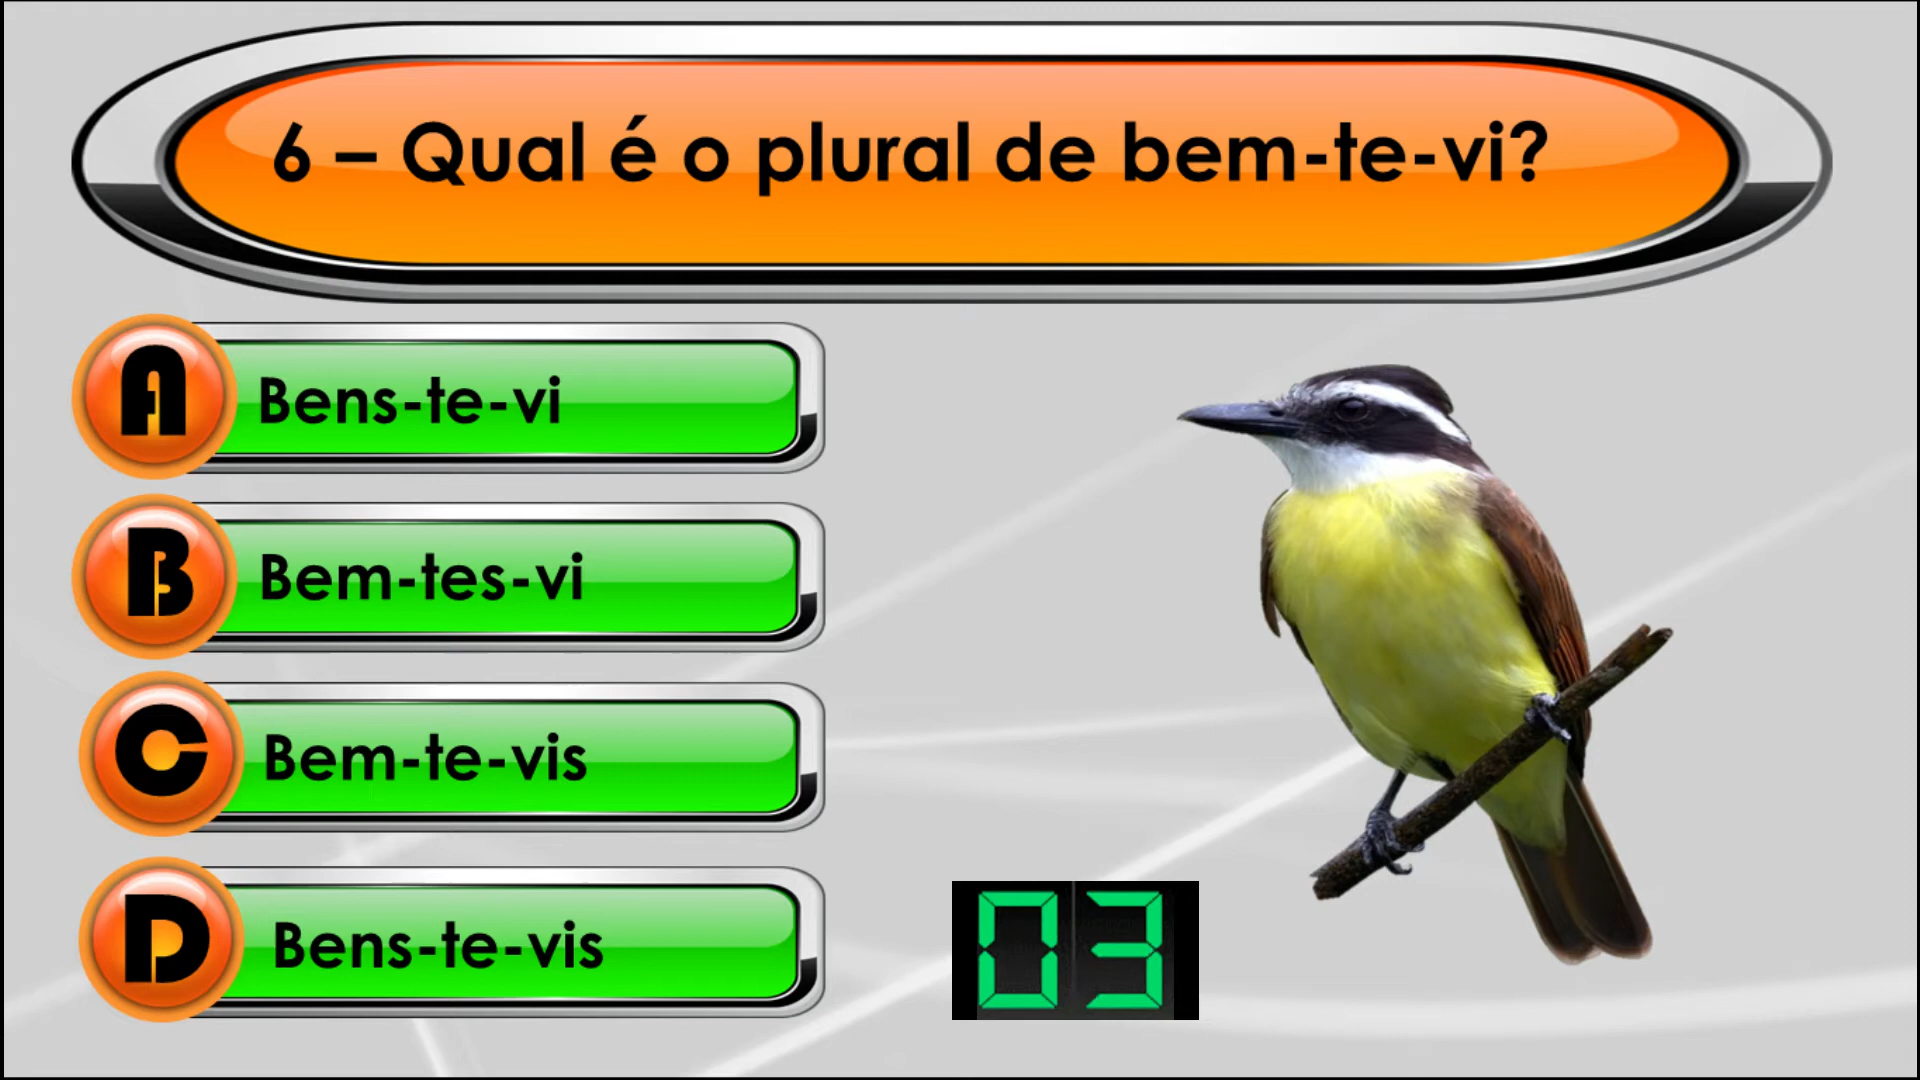 6 – Qual é o plural de bem-te-vi?
A Bens-te-vi
B Bem-tes-vi
C Bem-te-vis
D Bens-te-vis
03